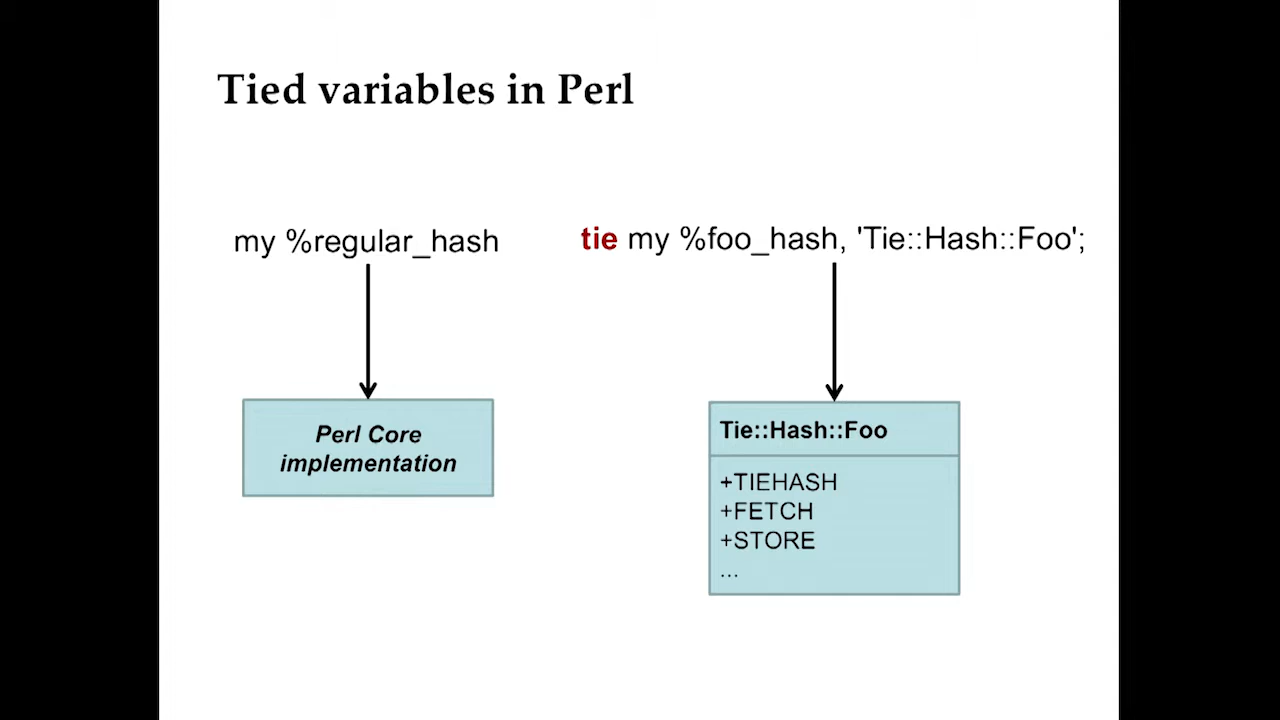 Tied variables in Perl
my %regular_hash
tie my %foo_hash, 'Tie::Hash::Foo';
Perl Core
implementation
Tie::Hash::Foo
+TIEHASH
+FETCH
+STORE
...